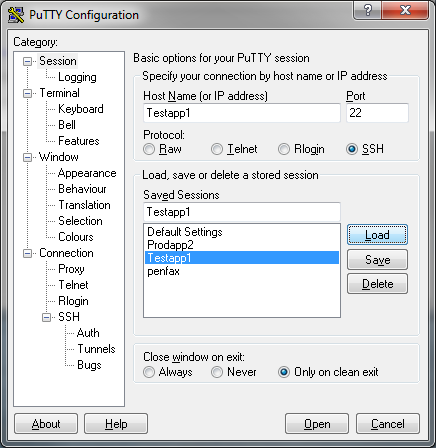 PuTTY Configuration
Category:
Session
Logging
Terminal
Keyboard
Bell
Features
Window
Appearance
Behaviour
Translation
Selection
Colours
Connection
Proxy
Telnet
Rlogin
SSH
Auth
Tunnels
Bugs
Basic options for your PuTTY session
Specify your connection by host name or IP address
Host Name (or IP address) Port
Testapp1 22
Protocol:
Raw Telnet Rlogin SSH
Load, save or delete a stored session
Saved Sessions
Testapp1
Default Settings
Prodapp2
Testapp1
penfax
Load
Save
Delete
Close window on exit:
Always Never Only on clean exit
About Help Open Cancel